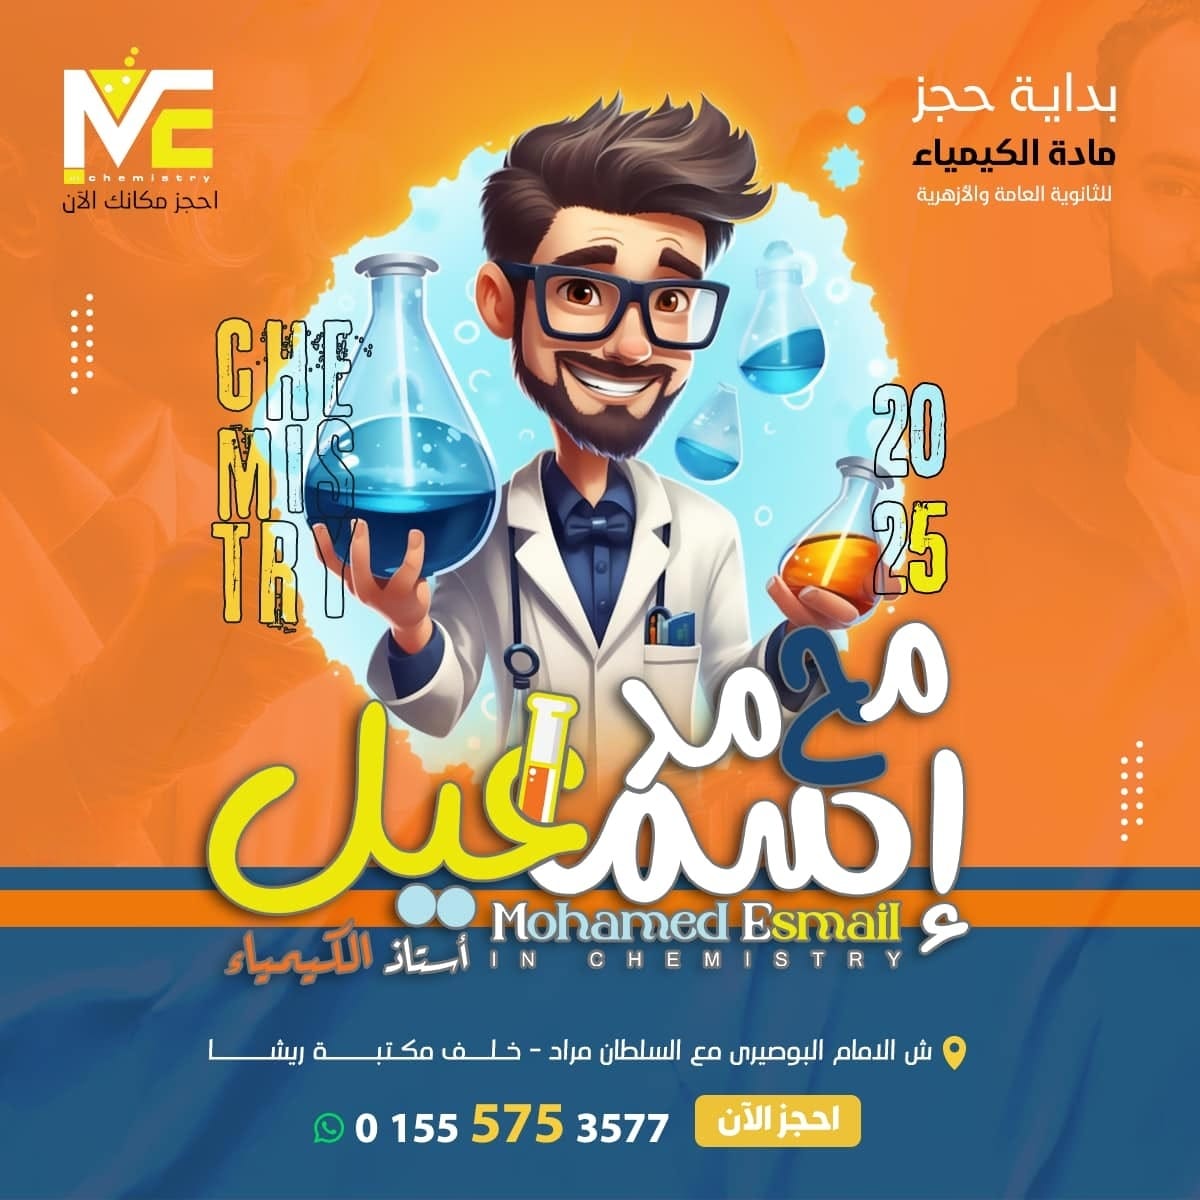 بداية حجز
مادة الكيمياء
للثانوية العامة والأزهرية
MC
chemistry
احجز مكانك الآن
CHE
MIS
TRY
20
25
محمد
إسماعيل
Mohamed Esmail
IN CHEMISTRY
أستاذ الكيمياء
ش الامام البوصيرى مع السلطان مراد - خلف مكتبة ريشا
احجز الآن
0 155 575 3577